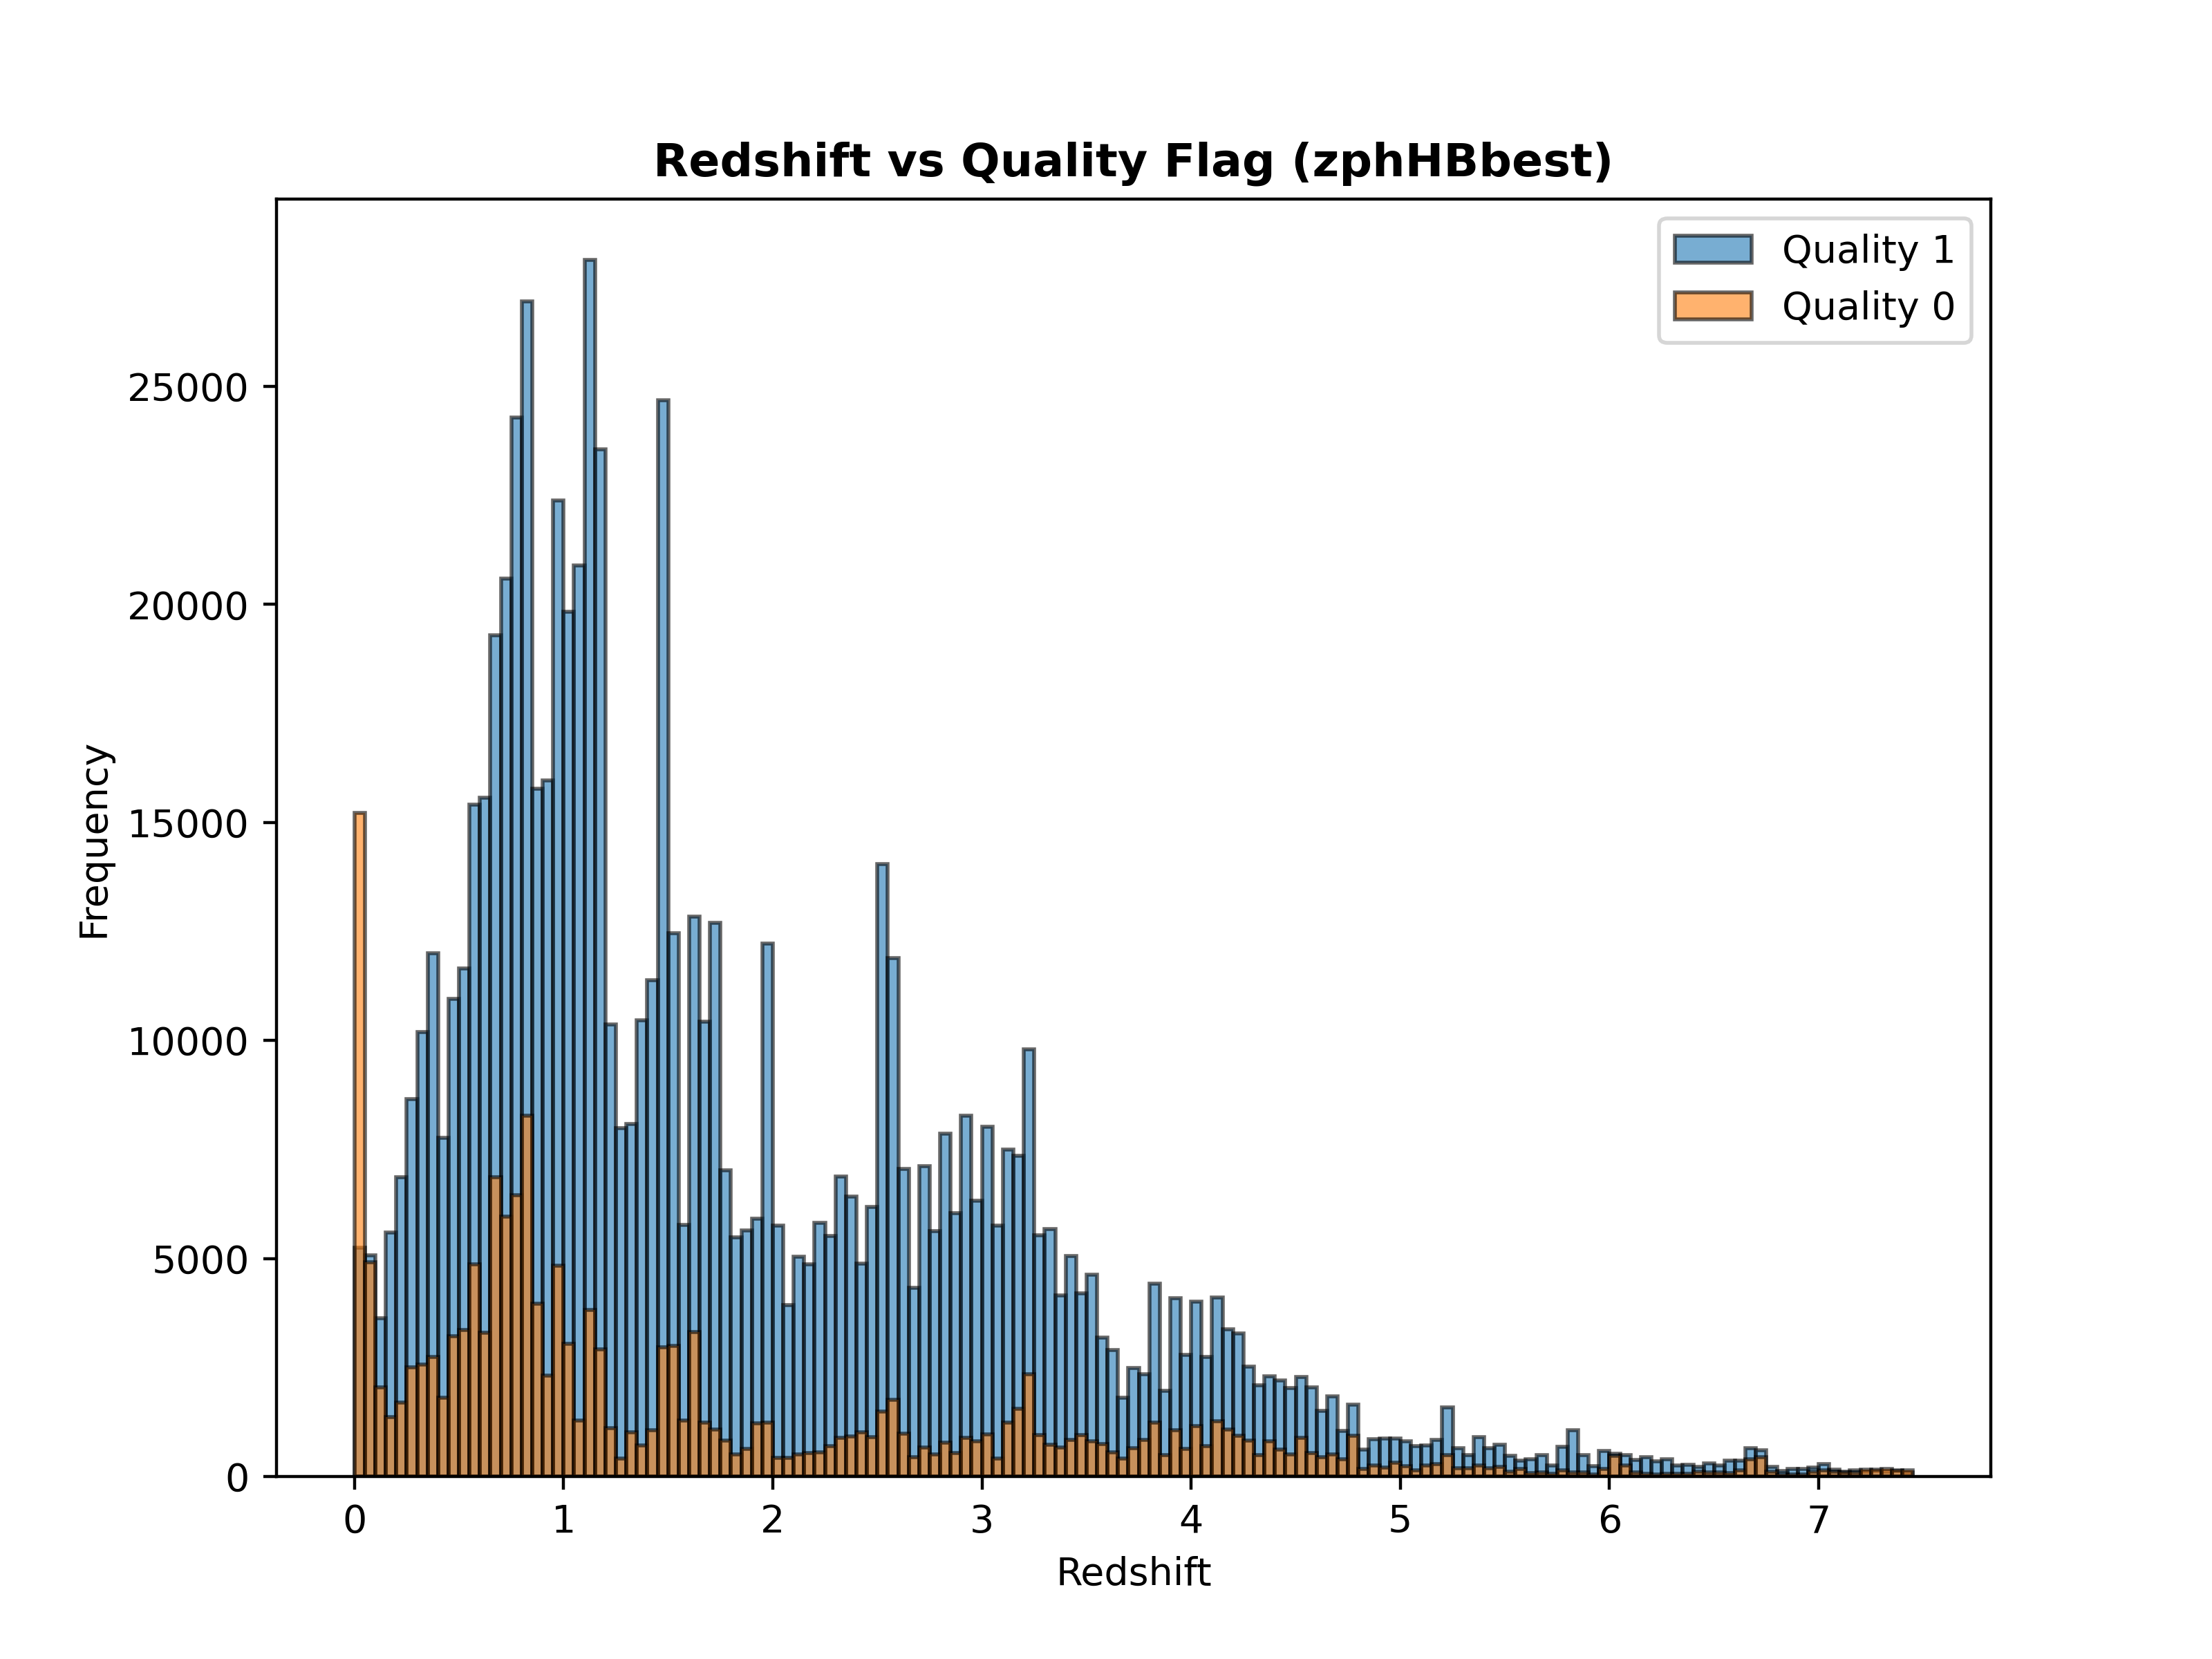 Redshift vs Quality Flag (zphHBbest)
Quality 1
Quality 0
Frequency
25000
20000
15000
10000
5000
0
0 1 2 3 4 5 6 7
Redshift